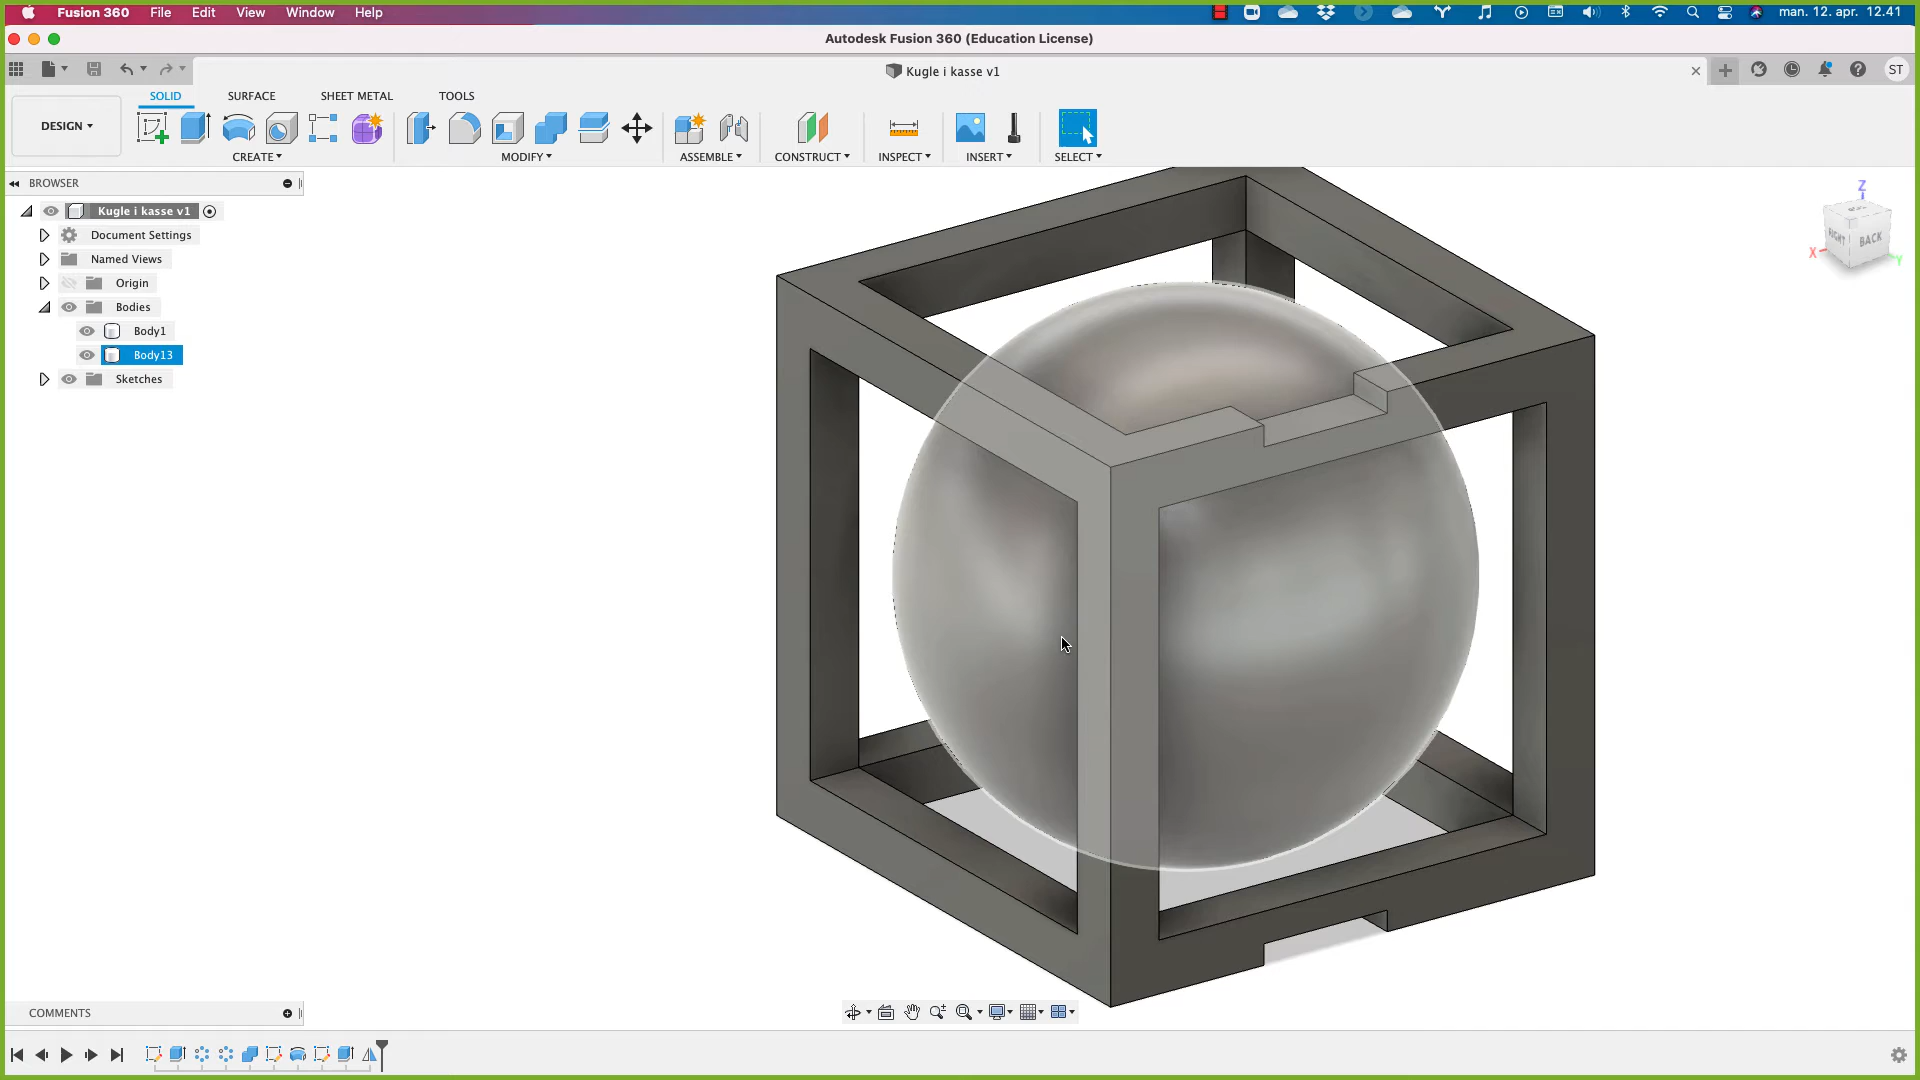 Fusion 360 File Edit View Window Help man. 12. apr. 12.41
Autodesk Fusion 360 (Education License)
Kugle i kasse v1 ST
SOLID SURFACE SHEET METAL TOOLS
DESIGN
CREATE MODIFY ASSEMBLE CONSTRUCT INSPECT INSERT SELECT
BROWSER
Kugle i kasse v1
Document Settings
Named Views
Origin
Bodies
Body1
Body13
Sketches
Z
RIGHT BACK
X Y
COMMENTS